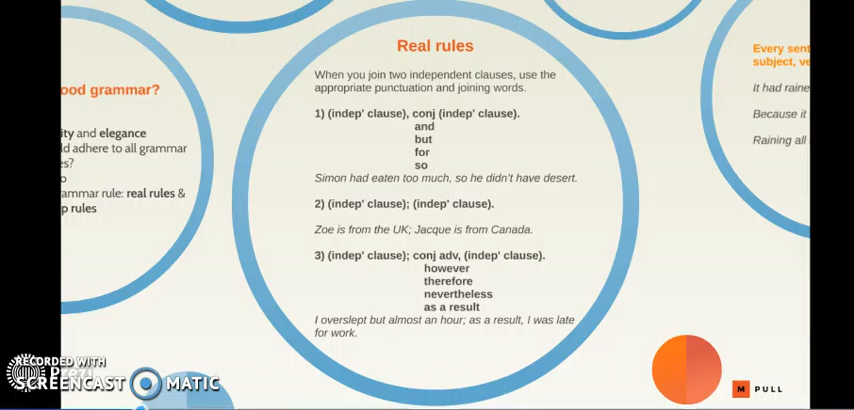 Real rules
When you join two independent clauses, use the
appropriate punctuation and joining words.
1) (indep' clause), conj (indep' clause).
and
but
for
so
Simon had eaten too much, so he didn't have desert.
2) (indep' clause); (indep' clause).
Zoe is from the UK; Jacque is from Canada.
3) (indep' clause); conj adv, (indep' clause).
however
therefore
nevertheless
as a result
I overslept but almost an hour; as a result, I was late
for work.
ood grammar?
ity and elegance
ld adhere to all grammar
es?
o
rammar rule: real rules &
p rules
Every sent
subject, ve
It had raine
Because it
Raining all
RECORDED WITH
SCREENCAST MATIC
M PULL